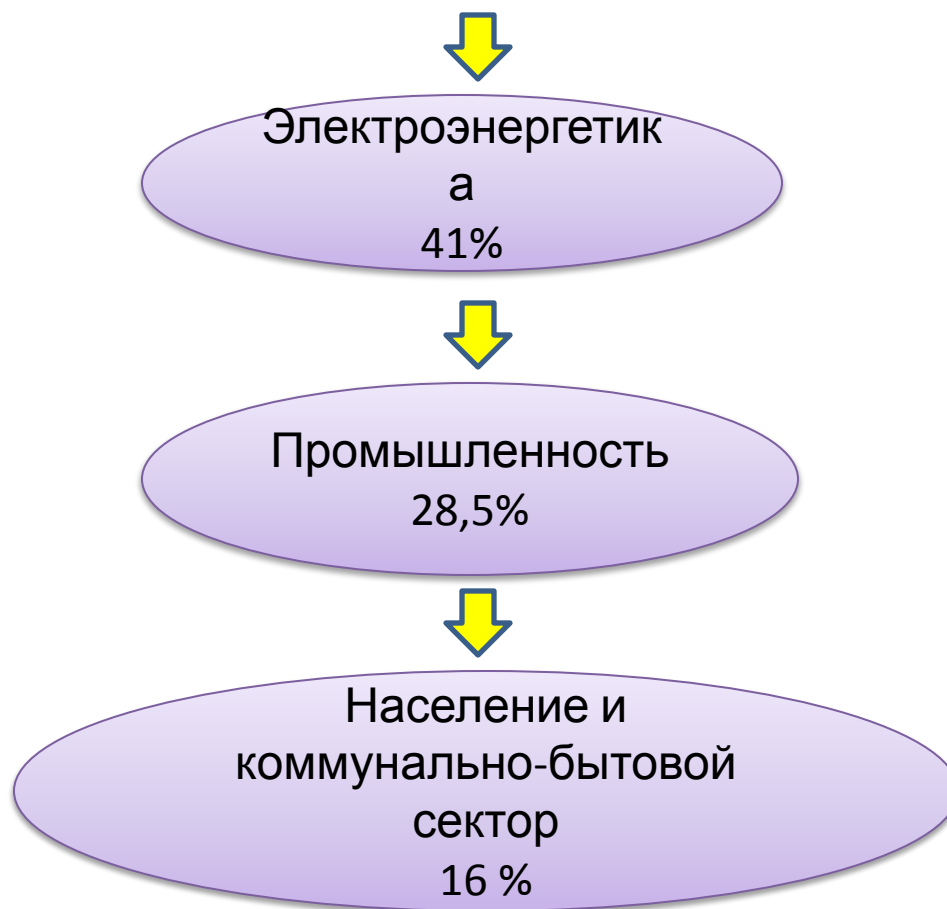 Электроэнергетик
а
41%
Промышленность
28,5%
Население и
коммунально-бытовой
сектор
16 %